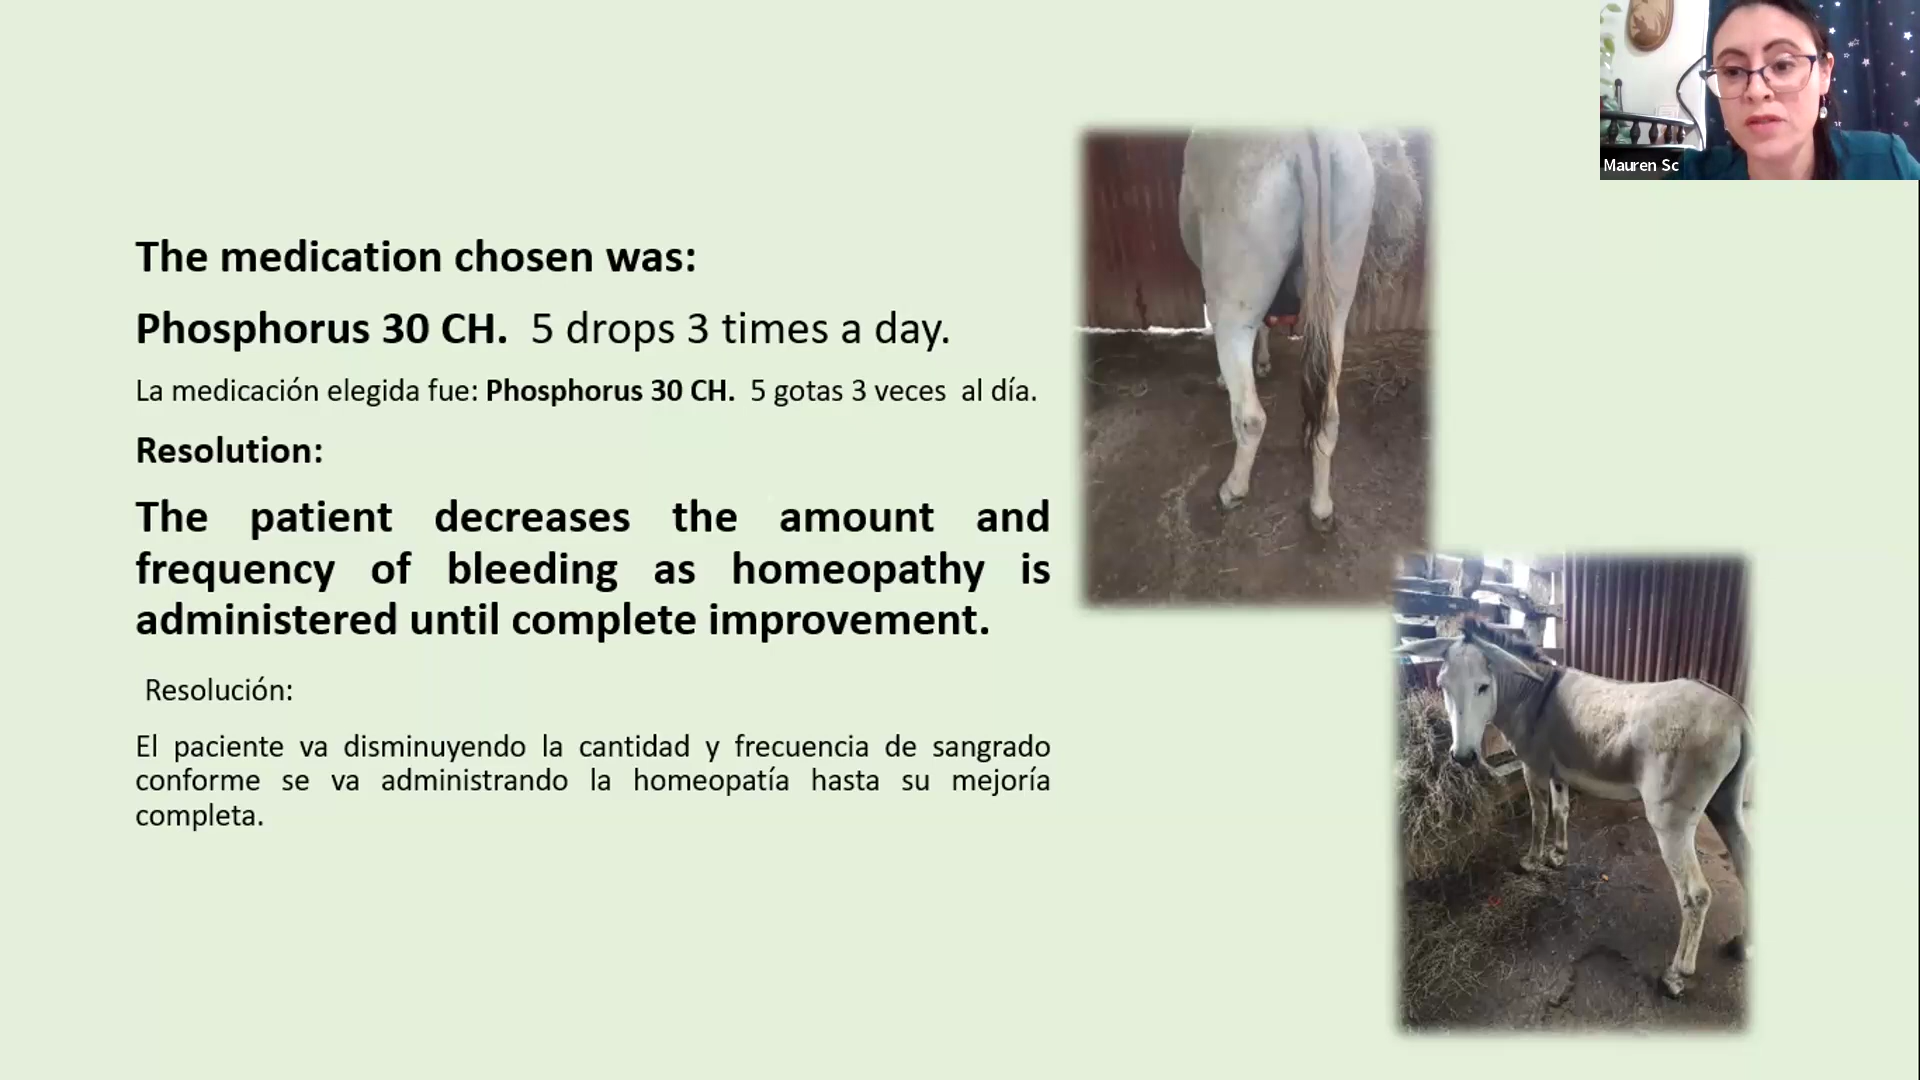 Mauren Sc
The medication chosen was:
Phosphorus 30 CH. 5 drops 3 times a day.
La medicación elegida fue: Phosphorus 30 CH. 5 gotas 3 veces al día.
Resolution:
The patient decreases the amount and
frequency of bleeding as homeopathy is
administered until complete improvement.
Resolución:
El paciente va disminuyendo la cantidad y frecuencia de sangrado
conforme se va administrando la homeopatía hasta su mejoría
completa.